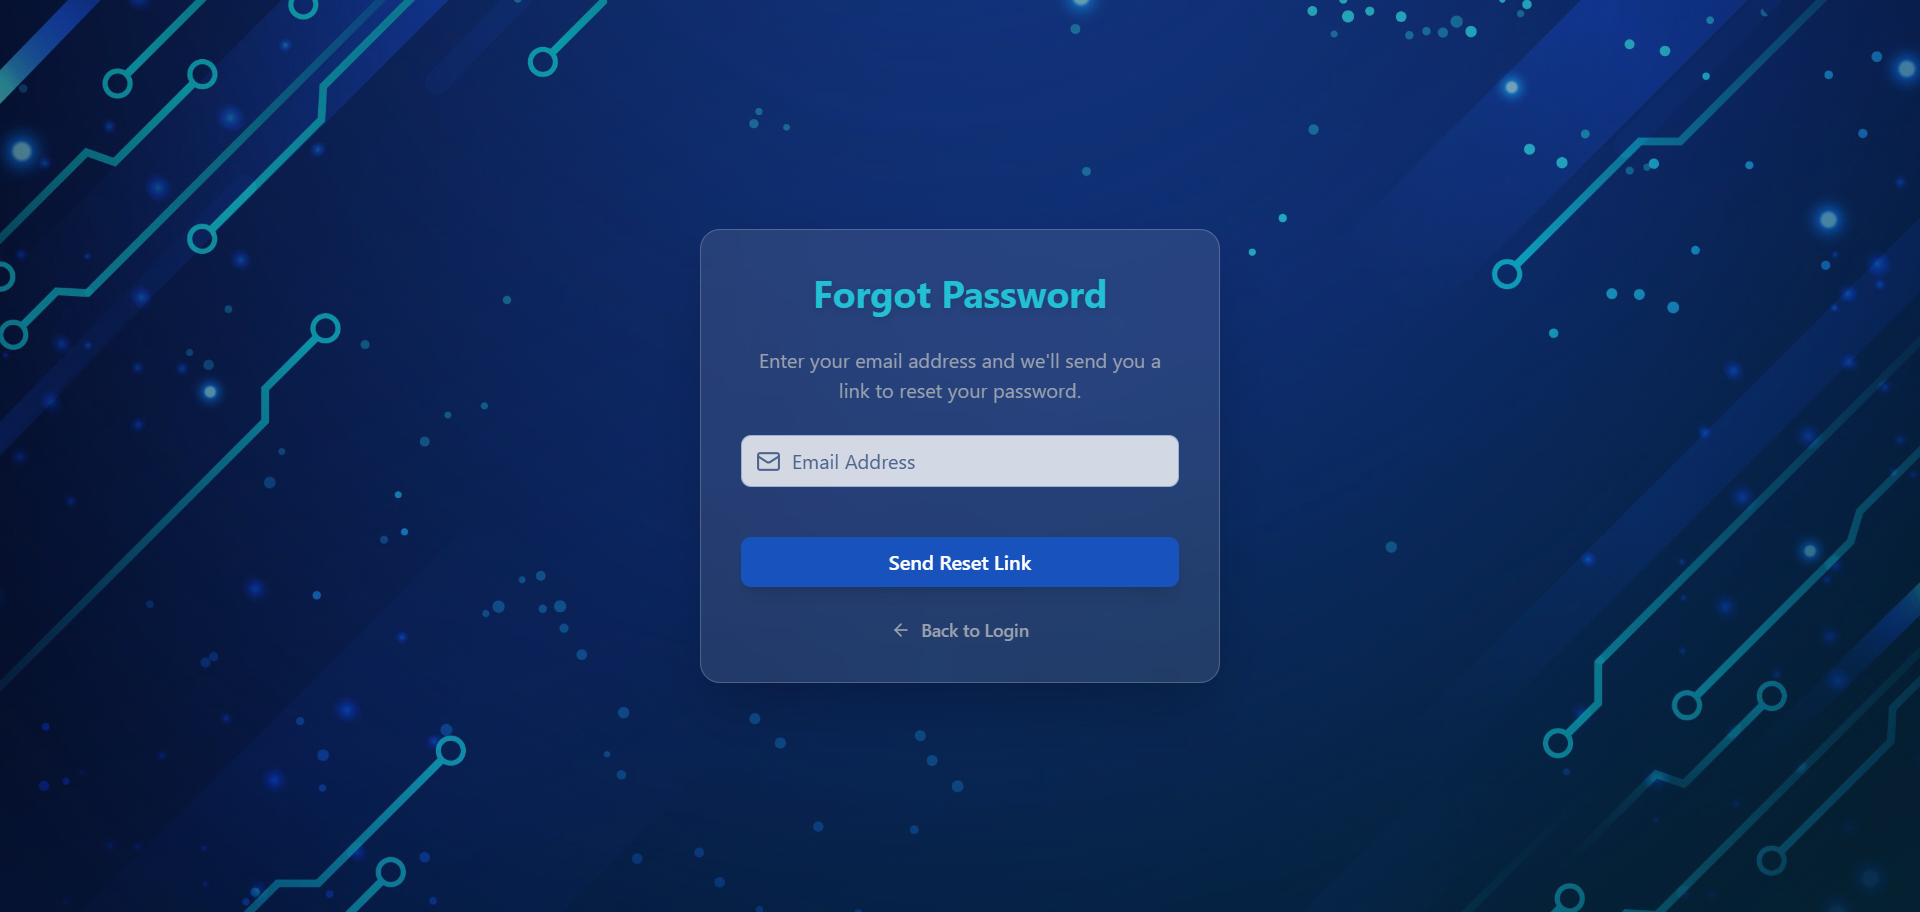 Forgot Password
Enter your email address and we'll send you a
link to reset your password.
Email Address
Send Reset Link
Back to Login